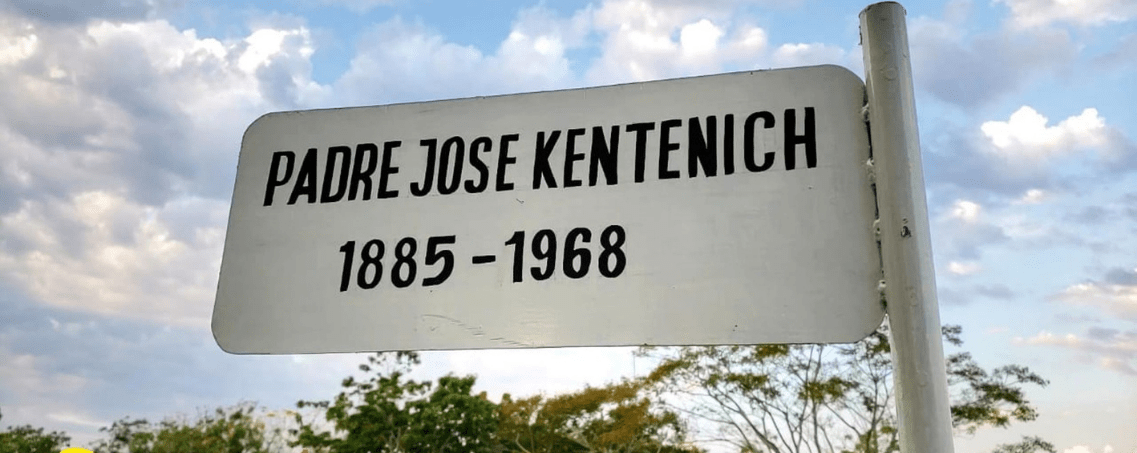 PADRE JOSE KENTENICH
1885 - 1968